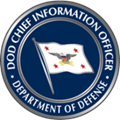 DOD CHIEF INFORMATION OFFICER
DEPARTMENT OF DEFENSE